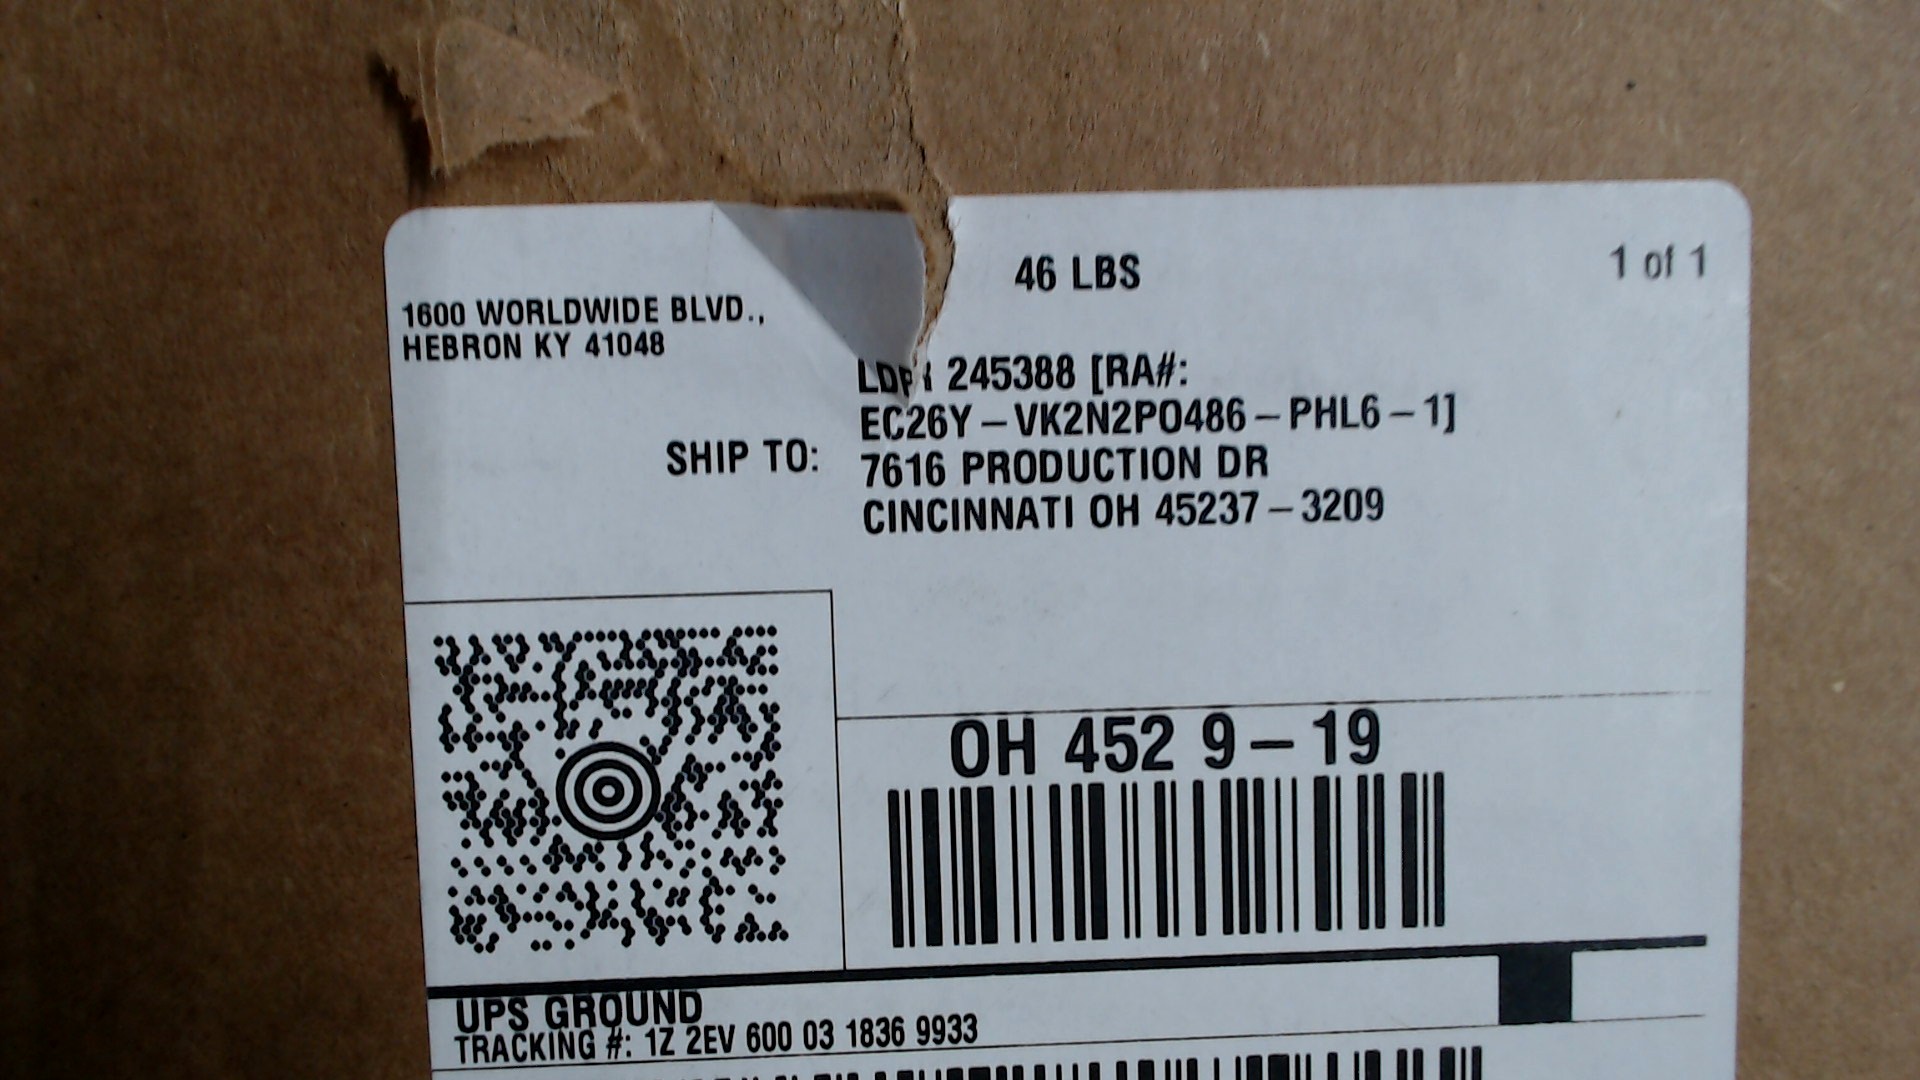 46 LBS
1 of 1
1600 WORLDWIDE BLVD.,
HEBRON KY 41048
245388 [RA#:
EC26Y-VK2N2PO486-PHL6-1]
SHIP TO:
7616 PRODUCTION DR
CINCINNATI OH 45237-3209
OH 452 9-19
UPS GROUND
TRACKING #: 1Z 2EV 600 03 1836 9933